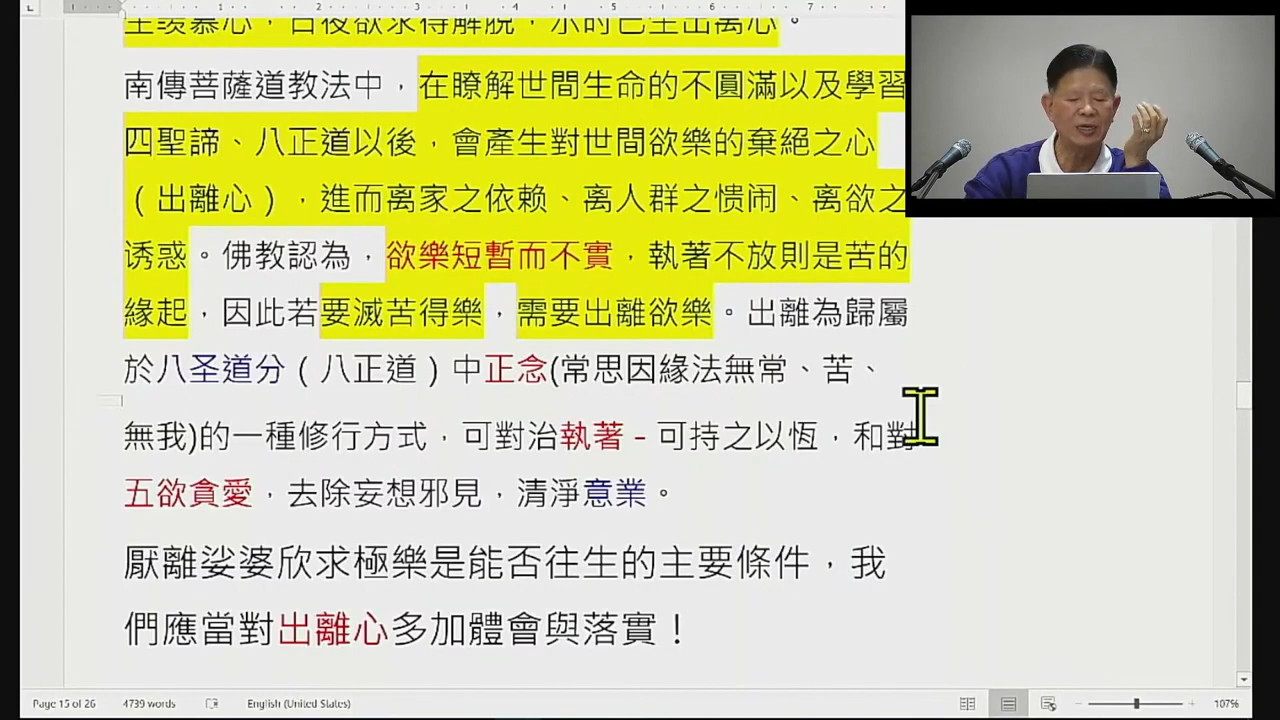 南傳菩薩道教法中，在瞭解世間生命的不圓滿以及學習
四聖諦、八正道以後，會產生對世間欲樂的棄絕之心
（出離心），進而离家之依赖、离人群之愦闹、离欲之
诱惑。佛教認為，欲樂短暫而不實，執著不放則是苦的
緣起，因此若要滅苦得樂，需要出離欲樂。出離為歸屬
於八圣道分（八正道）中正念(常思因緣法無常、苦、
無我)的一種修行方式，可對治執著 - 可持之以恆，和對
五欲貪愛，去除妄想邪見，清淨意業。
厭離娑婆欣求極樂是能否往生的主要條件，我
們應當對出離心多加體會與落實！
Page 15 of 26 4739 words English (United States) 107%